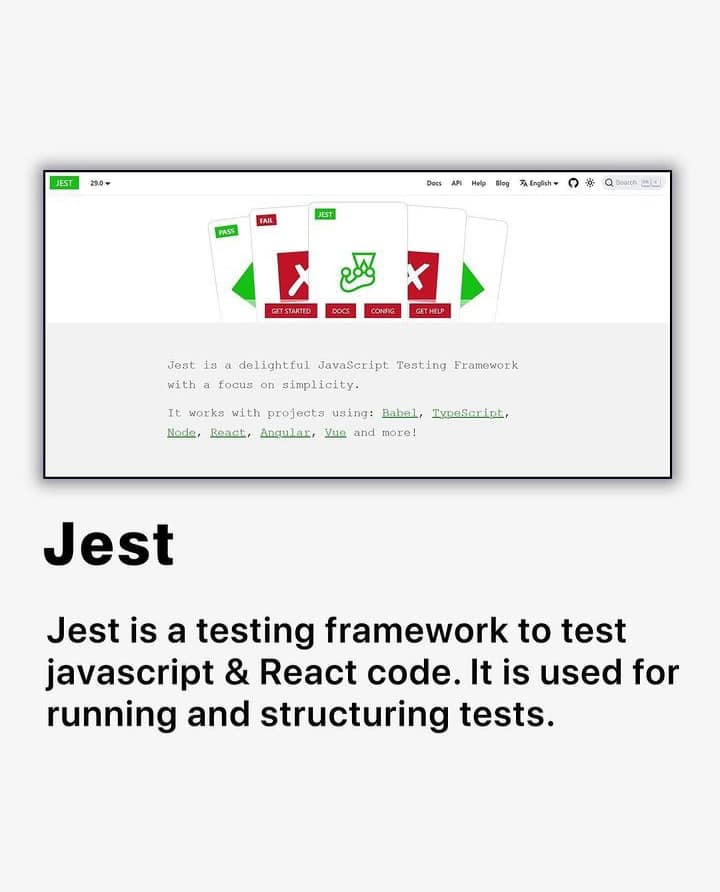 JEST 29.0 Docs API Help Blog English Search
PASS
FAIL
JEST
GET STARTED DOCS CONFIG GET HELP
Jest is a delightful JavaScript Testing Framework
with a focus on simplicity.
It works with projects using: Babel, TypeScript,
Node, React, Angular, Vue and more!
Jest
Jest is a testing framework to test
javascript & React code. It is used for
running and structuring tests.